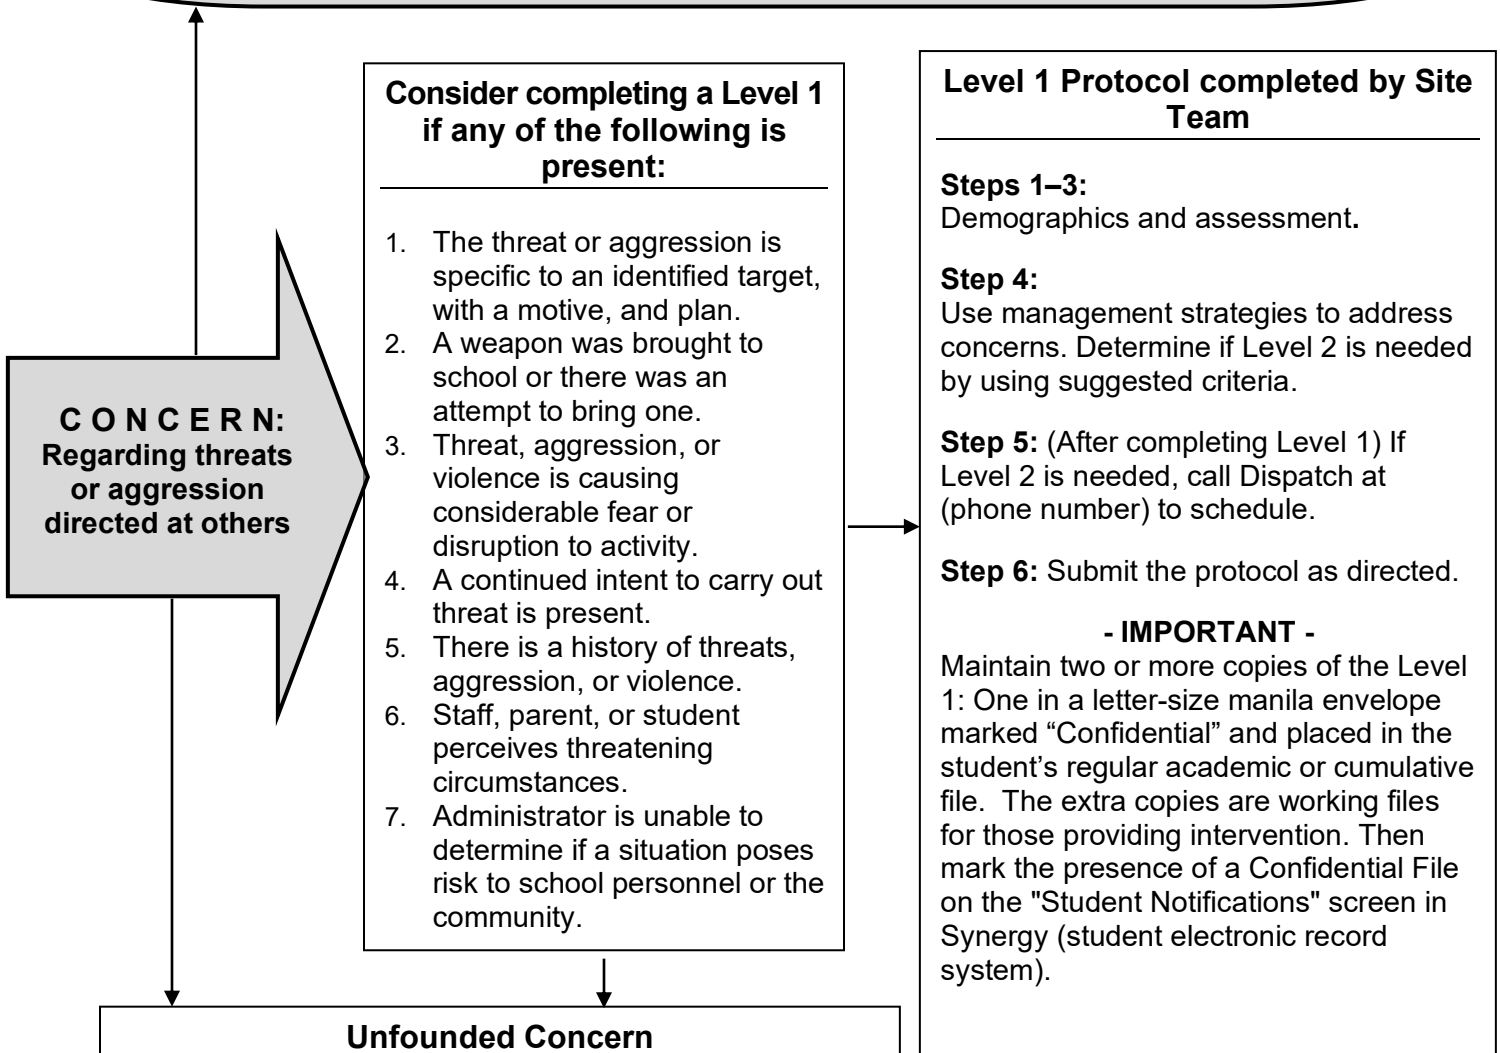 C O N C E R N:
Regarding threats
or aggression
directed at others
Consider completing a Level 1
if any of the following is
present:
1. The threat or aggression is
specific to an identified target,
with a motive, and plan.
2. A weapon was brought to
school or there was an
attempt to bring one.
3. Threat, aggression, or
violence is causing
considerable fear or
disruption to activity.
4. A continued intent to carry out
threat is present.
5. There is a history of threats,
aggression, or violence.
6. Staff, parent, or student
perceives threatening
circumstances.
7. Administrator is unable to
determine if a situation poses
risk to school personnel or the
community.
Level 1 Protocol completed by Site
Team
Steps 1–3:
Demographics and assessment.
Step 4:
Use management strategies to address
concerns. Determine if Level 2 is needed
by using suggested criteria.
Step 5: (After completing Level 1) If
Level 2 is needed, call Dispatch at
(phone number) to schedule.
Step 6: Submit the protocol as directed.
- IMPORTANT -
Maintain two or more copies of the Level
1: One in a letter-size manila envelope
marked “Confidential” and placed in the
student’s regular academic or cumulative
file.  The extra copies are working files
for those providing intervention. Then
mark the presence of a Confidential File
on the "Student Notifications" screen in
Synergy (student electronic record
system).
Unfounded Concern